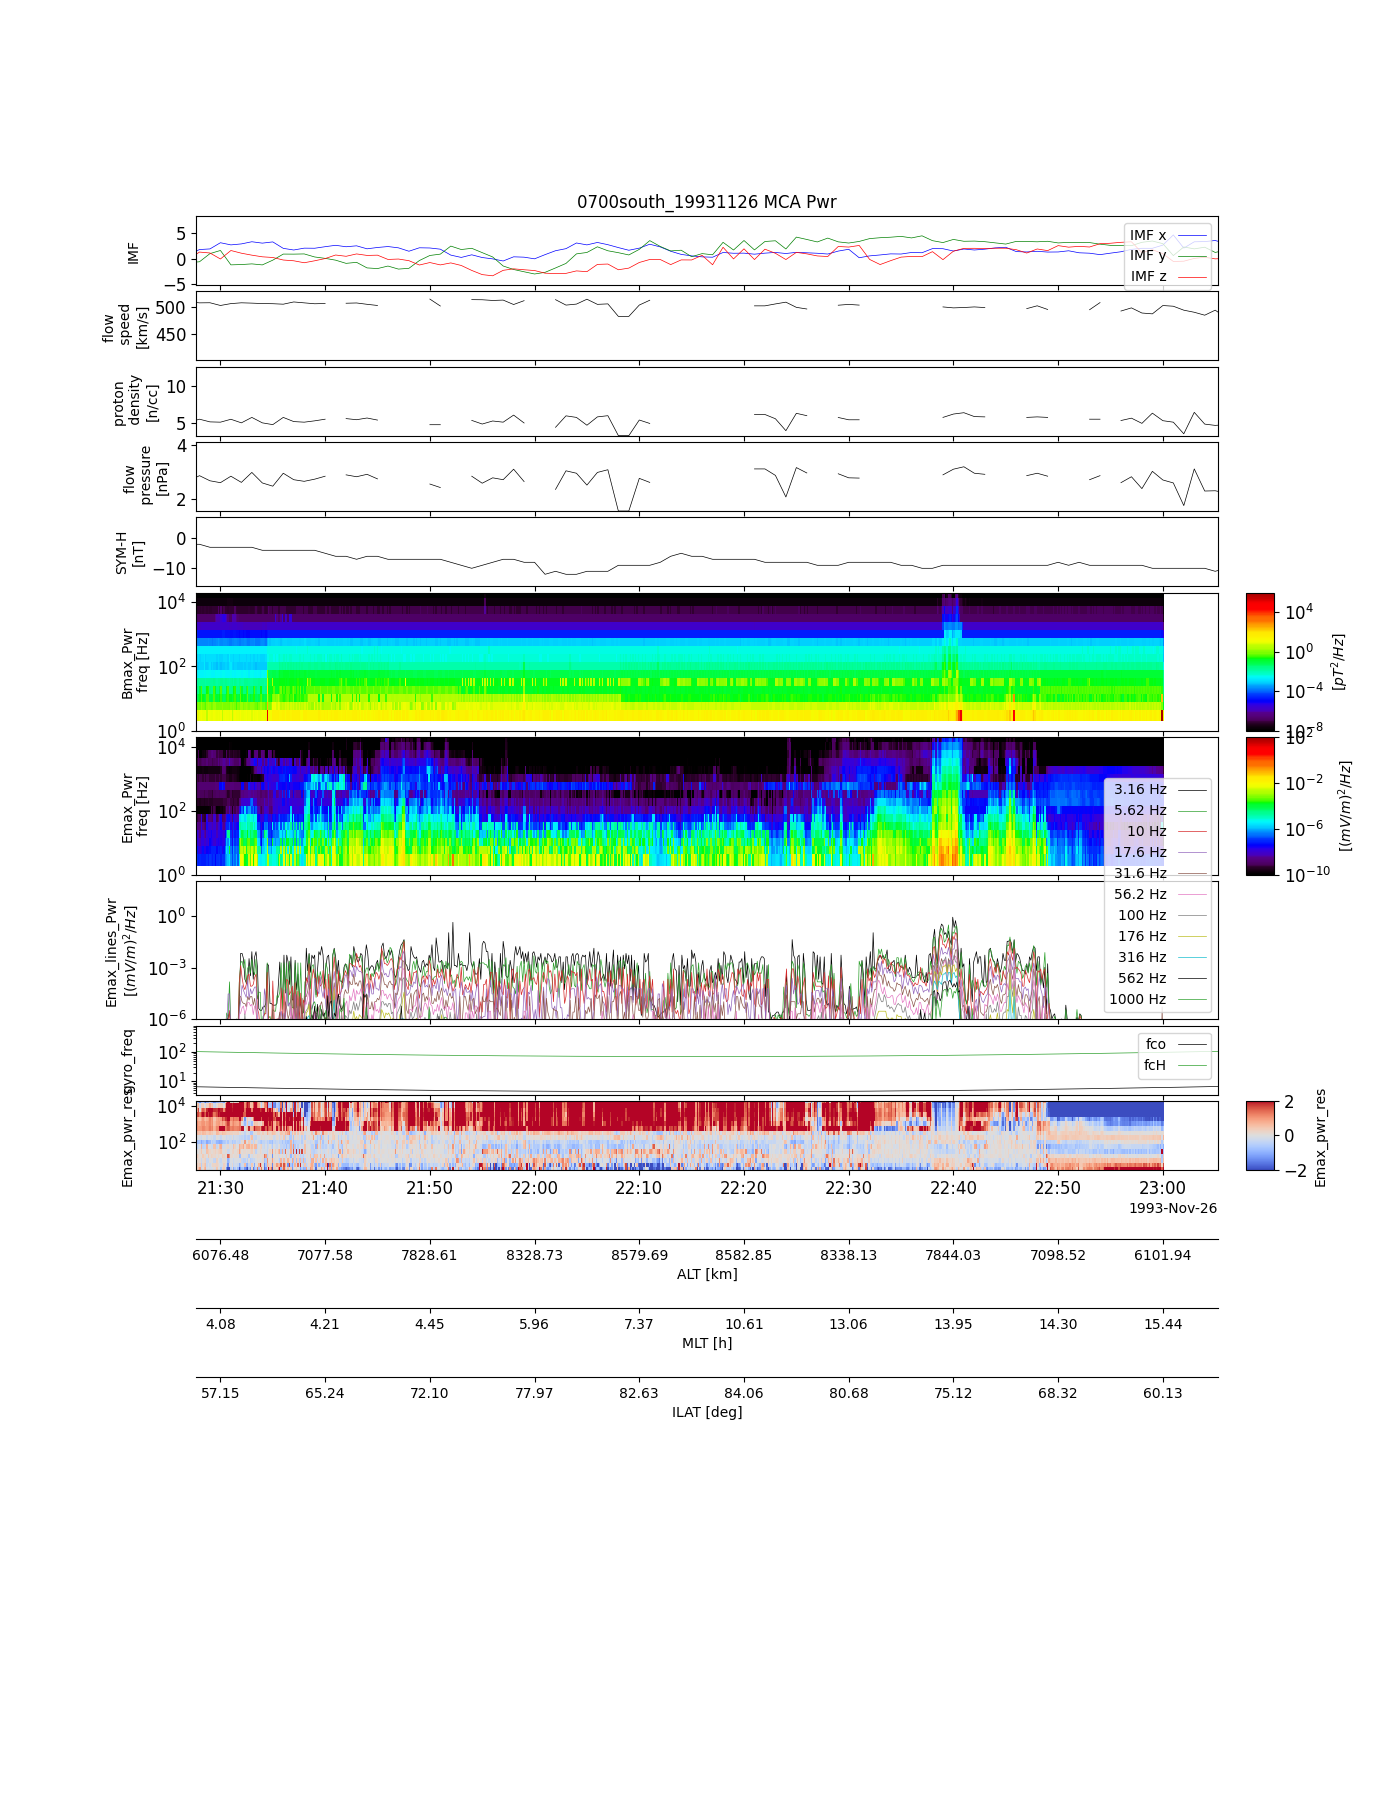 0700south_19931126 MCA Pwr
IMF
5
0
−5
IMF x
IMF y
IMF z
flow
speed
[km/s]
500
450
proton
density
[n/cc]
10
5
flow
pressure
[nPa]
4
2
SYM-H
[nT]
0
−10
Bmax_Pwr
freq [Hz]
10^4
10^2
10^0
10^4
10^0
10^−4
10^−8
[pT^2/Hz]
Emax_Pwr
freq [Hz]
10^4
10^2
10^0
10^2
10^−2
10^−6
10^−10
[(mV/m)^2/Hz]
3.16 Hz
5.62 Hz
10 Hz
17.6 Hz
31.6 Hz
56.2 Hz
100 Hz
176 Hz
316 Hz
562 Hz
1000 Hz
Emax_lines_Pwr
[(mV/m)^2/Hz]
10^0
10^−3
10^−6
gyro_freq
10^2
10^1
fco
fcH
Emax_pwr_res
10^4
10^2
2
0
−2
Emax_pwr_res
21:30 21:40 21:50 22:00 22:10 22:20 22:30 22:40 22:50 23:00
1993-Nov-26
6076.48 7077.58 7828.61 8328.73 8579.69 8582.85 8338.13 7844.03 7098.52 6101.94
ALT [km]
4.08 4.21 4.45 5.96 7.37 10.61 13.06 13.95 14.30 15.44
MLT [h]
57.15 65.24 72.10 77.97 82.63 84.06 80.68 75.12 68.32 60.13
ILAT [deg]